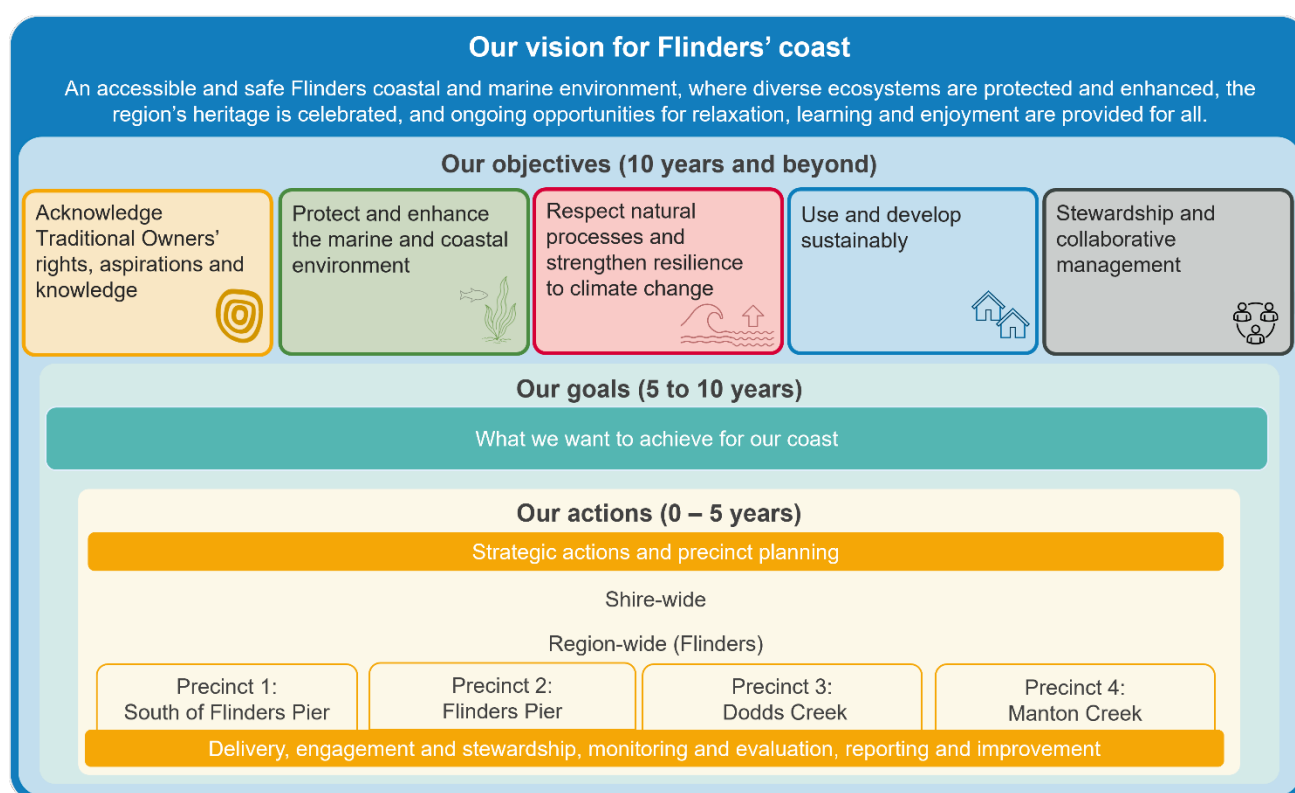 Our vision for Flinders’ coast
An accessible and safe Flinders coastal and marine environment, where diverse ecosystems are protected and enhanced, the
region’s heritage is celebrated, and ongoing opportunities for relaxation, learning and enjoyment are provided for all.
Our objectives (10 years and beyond)
Acknowledge
Traditional Owners’
rights, aspirations and
knowledge
Protect and enhance
the marine and coastal
environment
Respect natural
processes and
strengthen resilience
to climate change
Use and develop
sustainably
Stewardship and
collaborative
management
Our goals (5 to 10 years)
What we want to achieve for our coast
Our actions (0 – 5 years)
Strategic actions and precinct planning
Shire-wide
Region-wide (Flinders)
Precinct 1:
South of Flinders Pier
Precinct 2:
Flinders Pier
Precinct 3:
Dodds Creek
Precinct 4:
Manton Creek
Delivery, engagement and stewardship, monitoring and evaluation, reporting and improvement